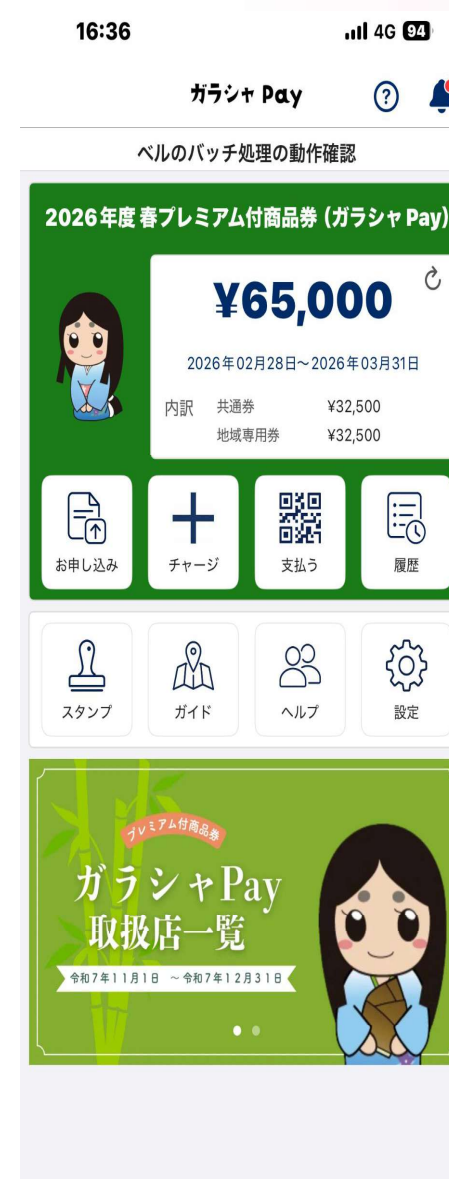 16:36 4G 94
ガラシャ Pay
ベルのバッチ処理の動作確認
2026年度 春プレミアム付商品券 (ガラシャ Pay)
¥65,000
2026年02月28日～2026年03月31日
内訳 共通券 ¥32,500
地域専用券 ¥32,500
お申し込み チャージ 支払う 履歴
スタンプ ガイド ヘルプ 設定
プレミアム付商品券
ガラシャPay
取扱店一覧
令和7年11月1日 ～令和7年12月31日